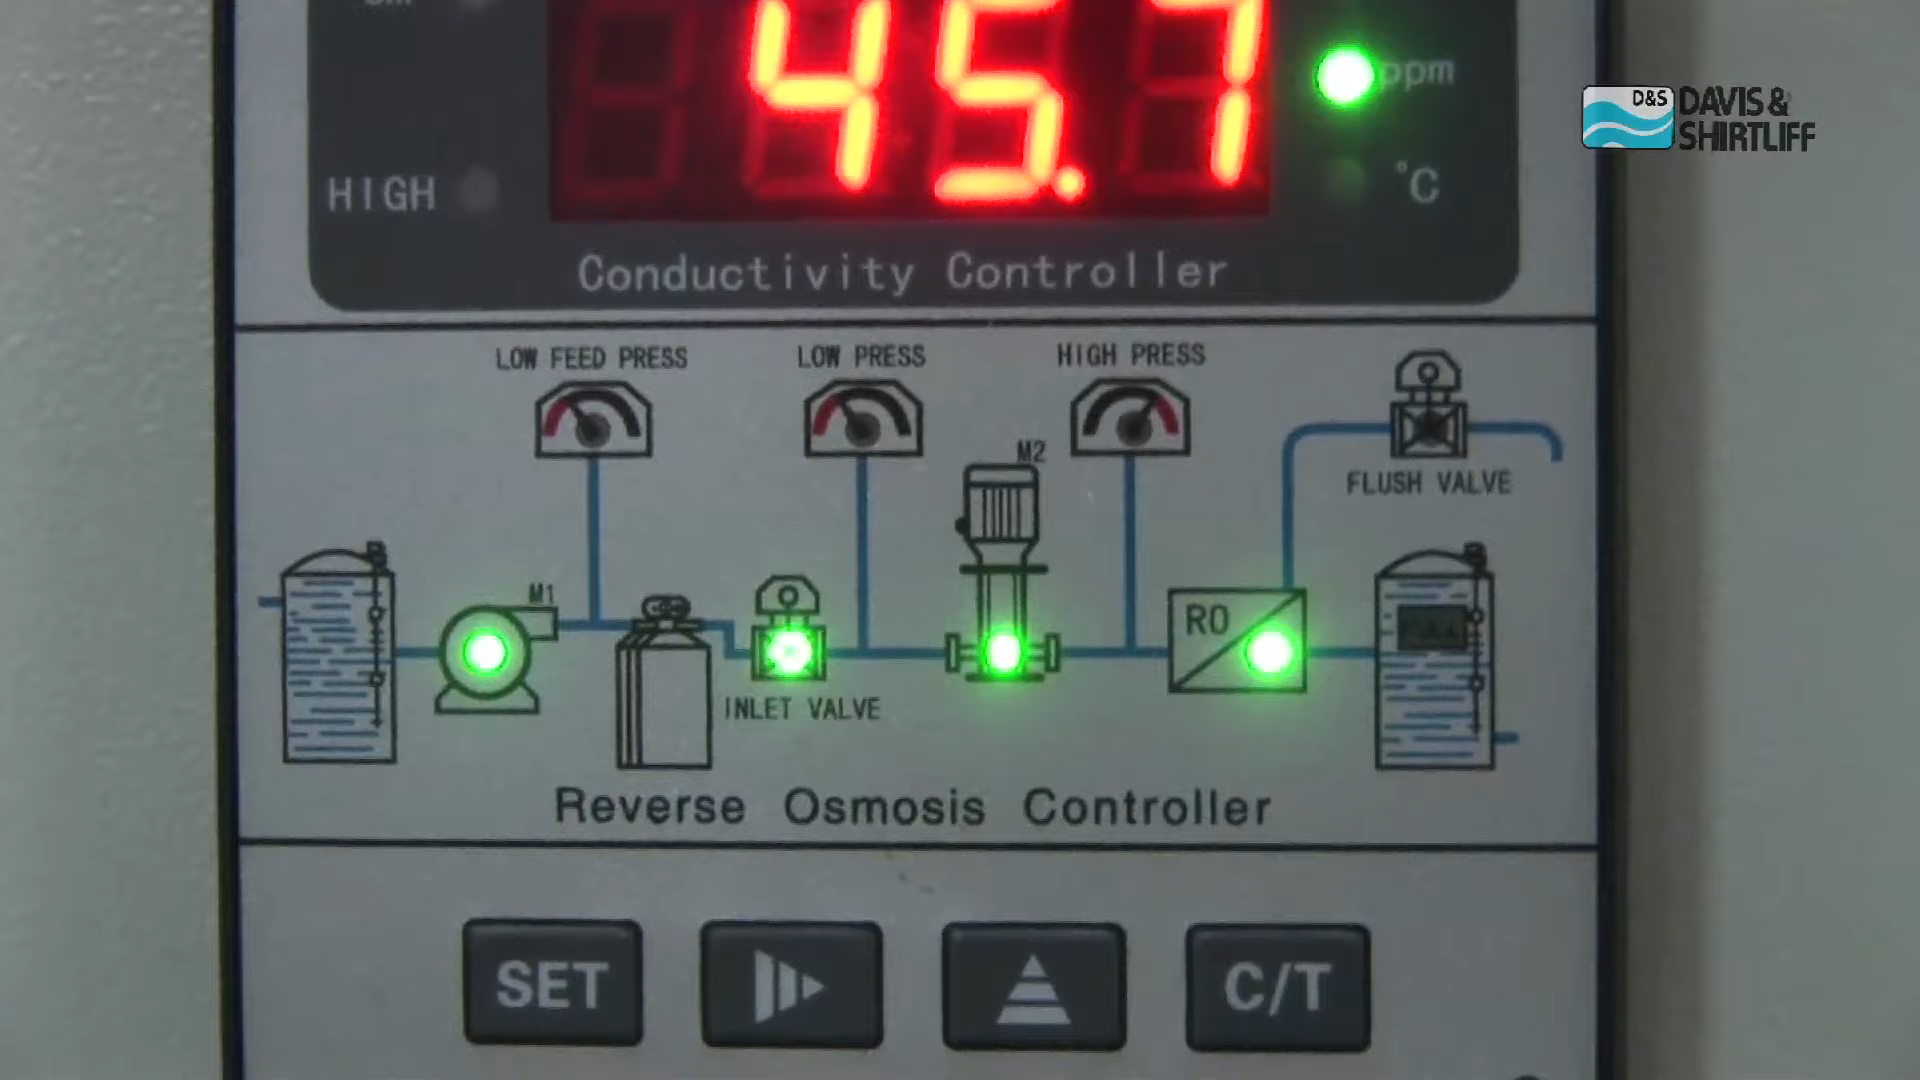 45.7
ppm
HIGH
°C
Conductivity Controller
D&S
DAVIS &
SHIRTLIFF
LOW FEED PRESS
LOW PRESS
HIGH PRESS
M2
FLUSH VALVE
M1
RO
INLET VALVE
Reverse Osmosis Controller
SET
C/T